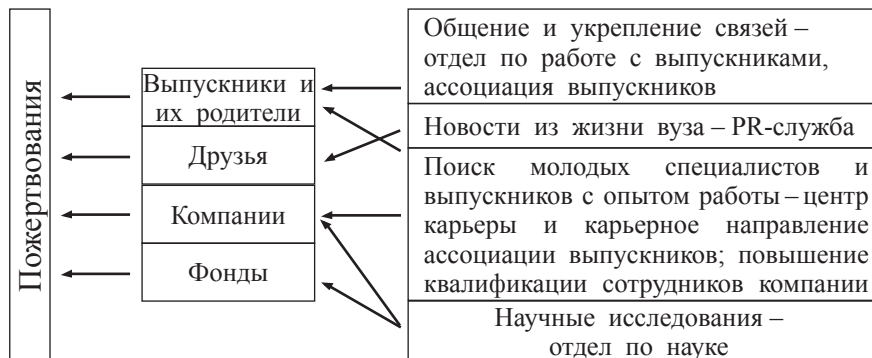 Пожертвования
Выпускники и
их родители
Друзья
Компании
Фонды
Общение и укрепление связей –
отдел по работе с выпускниками,
ассоциация выпускников
Новости из жизни вуза – PR-служба
Поиск молодых специалистов и
выпускников с опытом работы – центр
карьеры и карьерное направление
ассоциации выпускников; повышение
квалификации сотрудников компании
Научные исследования –
отдел по науке